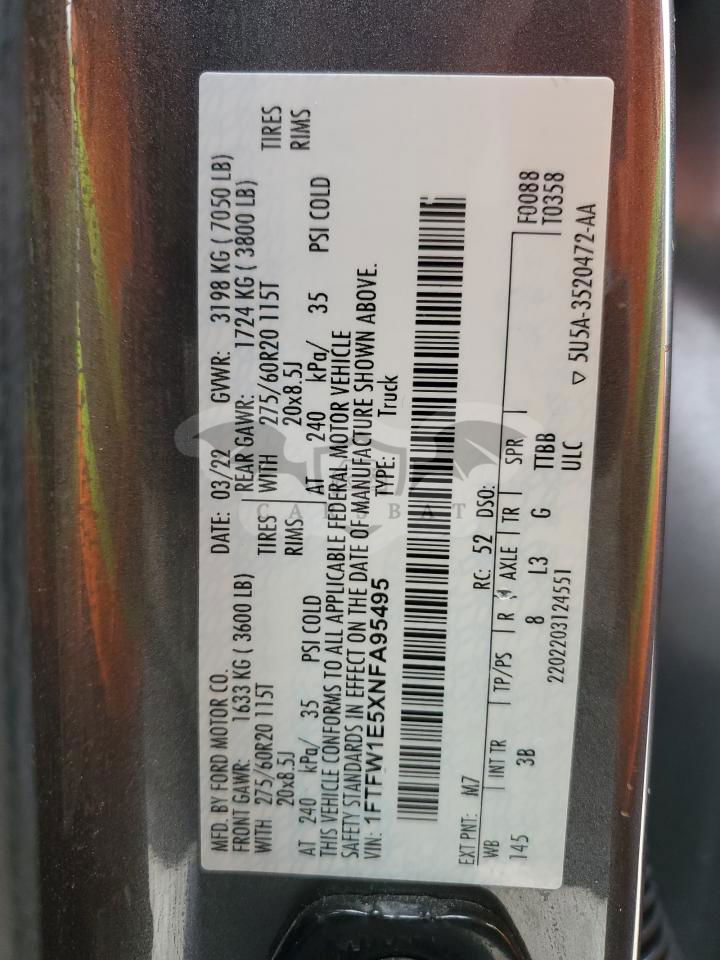 MFD. BY FORD MOTOR CO.
DATE: 03/22 GVWR: 3198 KG ( 7050 LB)
FRONT GAWR: 1633 KG ( 3600 LB)
REAR GAWR: 1724 KG ( 3800 LB)
WITH 275/60R20 115T TIRES
WITH 275/60R20 115T TIRES
20x8.5J RIMS
20x8.5J RIMS
AT 240 kPa/ 35 PSI COLD
AT 240 kPa/ 35 PSI COLD
THIS VEHICLE CONFORMS TO ALL APPLICABLE FEDERAL MOTOR VEHICLE
SAFETY STANDARDS IN EFFECT ON THE DATE OF MANUFACTURE SHOWN ABOVE.
VIN: 1FTFW1E5XNFA95495 TYPE: Truck
EXT PNT: M7 RC: 52 DSO: F0088
T0358
WB INT TR TP/PS R AXLE TR SPR
145 3B 8 L3 G TTBB
2202203124551 ULC
▽ 5U5A-3520472-AA